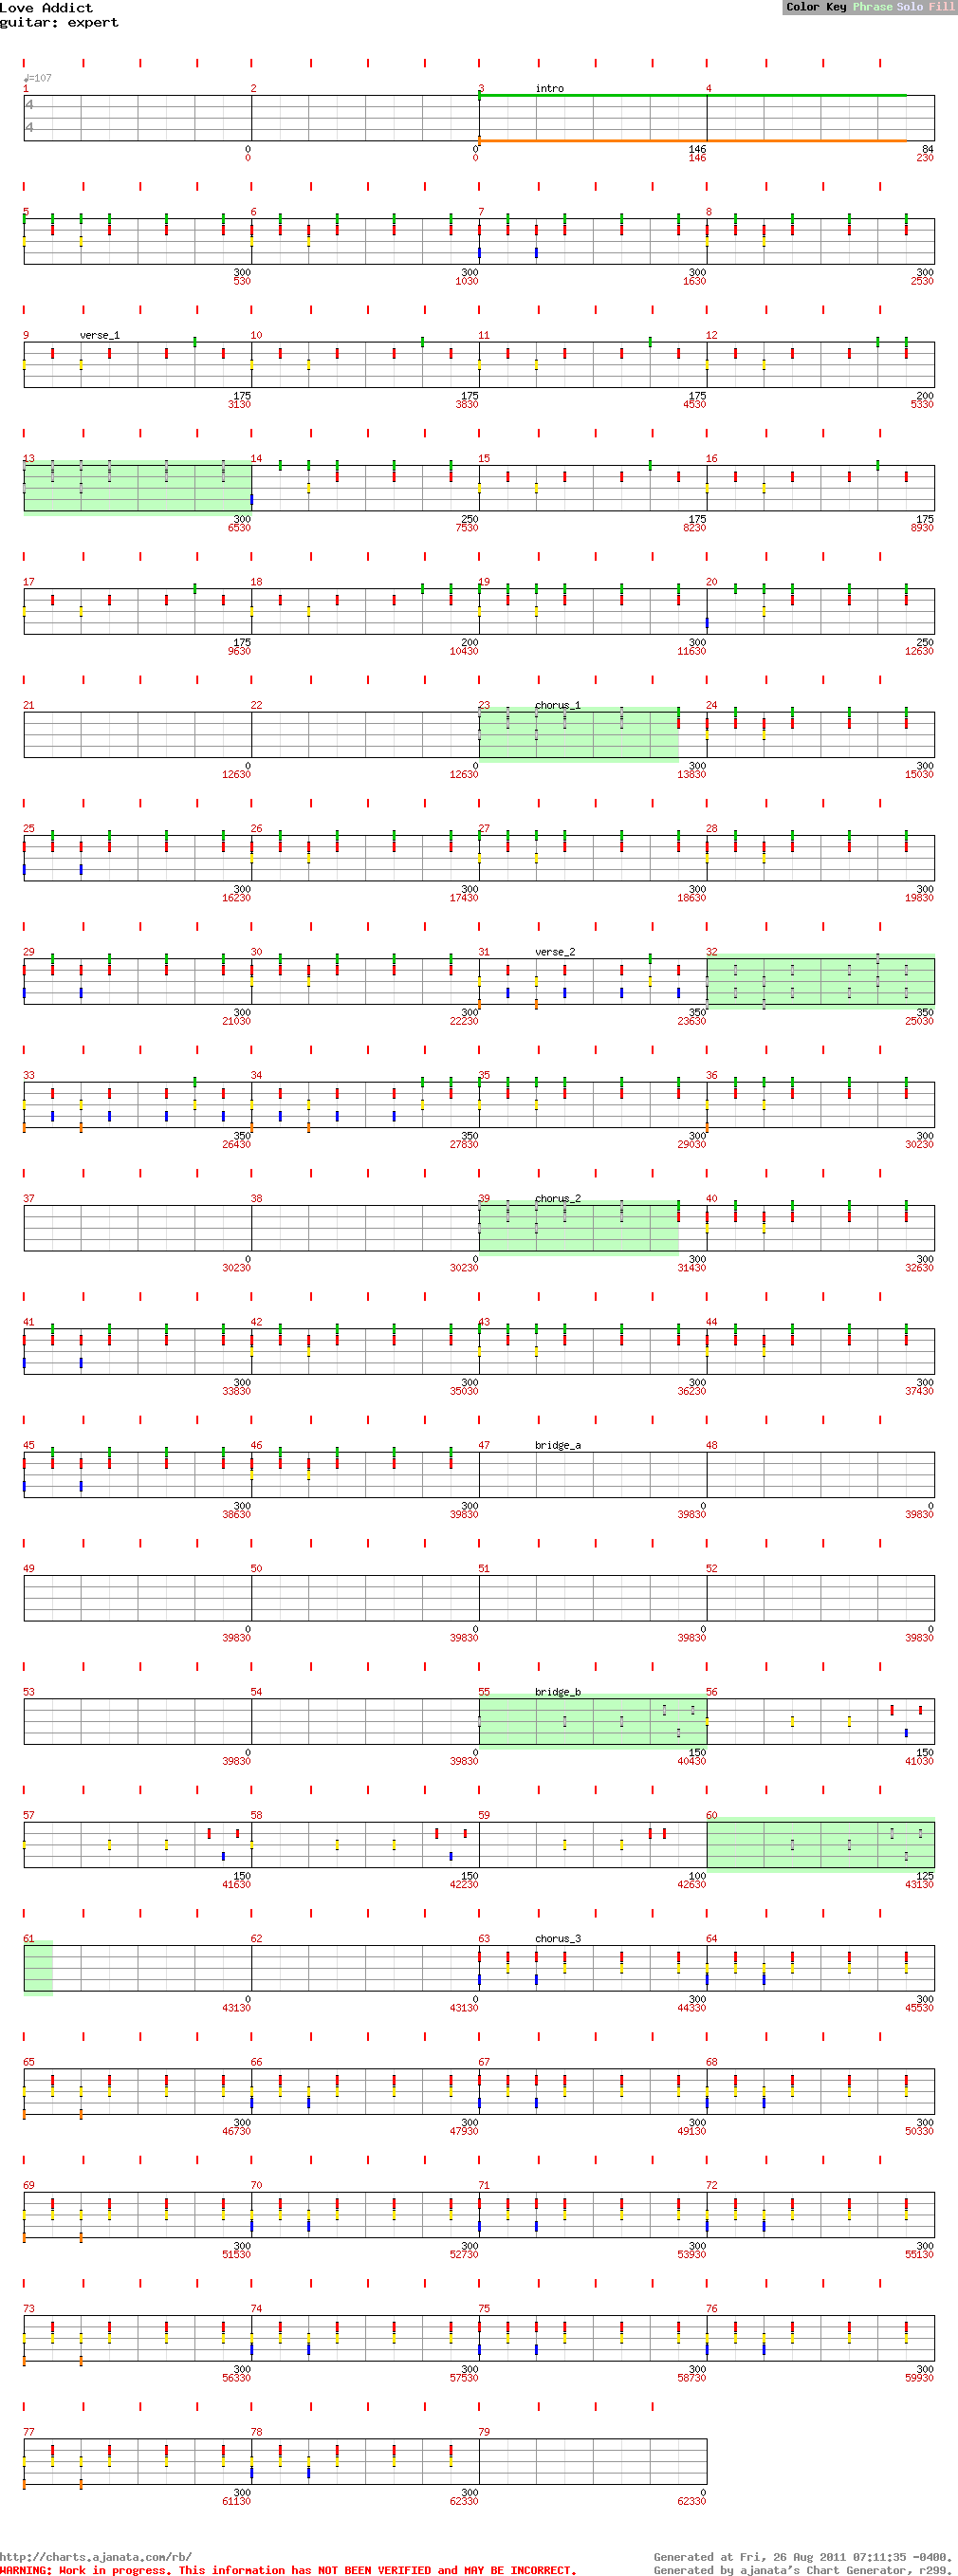 Love Addict
Color Key Phrase Solo Fill
guitar: expert
♩=107
1 2 3 intro 4
4
4
0 0 146 84
0 0 146 230
5 6 7 8
300 300 300 300
530 1030 1630 2530
9 verse_1 10 11 12
175 175 175 200
3130 3830 4530 5330
13 14 15 16
300 250 175 175
6530 7530 8230 8930
17 18 19 20
175 200 300 250
9630 10430 11630 12630
21 22 23 chorus_1 24
0 0 300 300
12630 12630 13830 15030
25 26 27 28
300 300 300 300
16230 17430 18630 19830
29 30 31 verse_2 32
300 300 350 350
21030 22230 23630 25030
33 34 35 36
350 350 300 300
26430 27830 29030 30230
37 38 39 chorus_2 40
0 0 300 300
30230 30230 31430 32630
41 42 43 44
300 300 300 300
33830 35030 36230 37430
45 46 47 bridge_a 48
300 300 0 0
38630 39830 39830 39830
49 50 51 52
0 0 0 0
39830 39830 39830 39830
53 54 55 bridge_b 56
0 0 150 150
39830 39830 40430 41030
57 58 59 60
150 150 100 125
41630 42230 42630 43130
61 62 63 chorus_3 64
0 0 300 300
43130 43130 44330 45530
65 66 67 68
300 300 300 300
46730 47930 49130 50330
69 70 71 72
300 300 300 300
51530 52730 53930 55130
73 74 75 76
300 300 300 300
56330 57530 58730 59930
77 78 79
300 300 0
61130 62330 62330
http://charts.ajanata.com/rb/
Generated at Fri, 26 Aug 2011 07:11:35 -0400.
WARNING: Work in progress. This information has NOT BEEN VERIFIED and MAY BE INCORRECT.
Generated by ajanata's Chart Generator, r299.